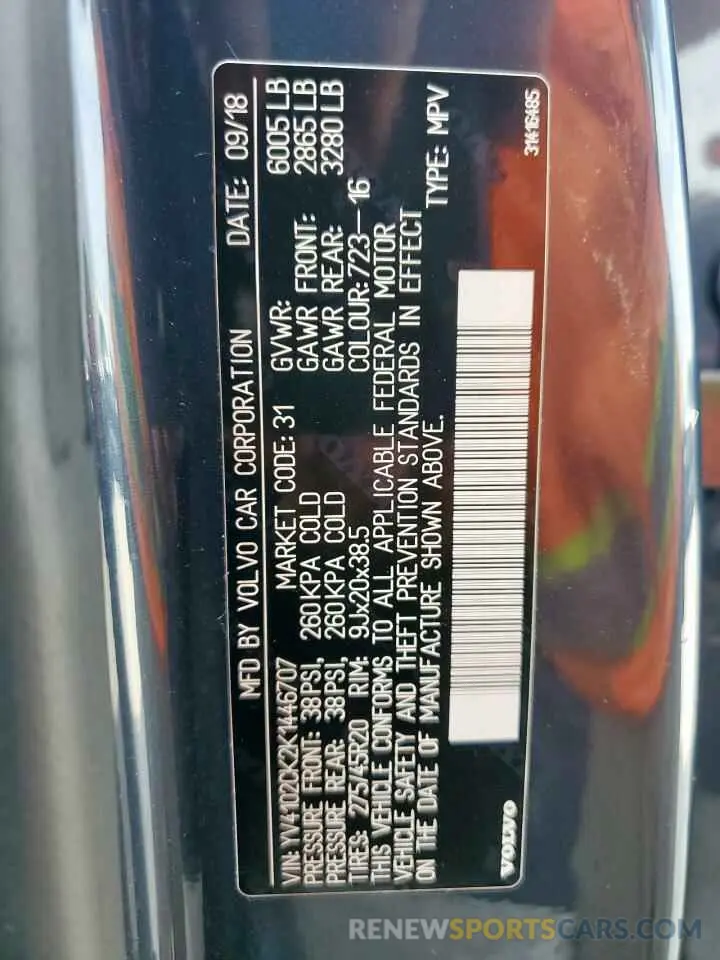 MFD BY VOLVO CAR CORPORATION DATE: 09/18
VIN: YV4102CK2K1446707 MARKET CODE: 31 GVWR: 6005 LB
PRESSURE FRONT: 38PSI, 260KPA COLD GAWR FRONT: 2865 LB
PRESSURE REAR: 38PSI, 260KPA COLD GAWR REAR: 3280 LB
TIRES: 275/45R20 RIM: 9Jx20x38.5 COLOUR: 723-16
THIS VEHICLE CONFORMS TO ALL APPLICABLE FEDERAL MOTOR
VEHICLE SAFETY AND THEFT PREVENTION STANDARDS IN EFFECT
ON THE DATE OF MANUFACTURE SHOWN ABOVE. TYPE: MPV
VOLVO 31416485
RENEWSPORTSCARS.COM